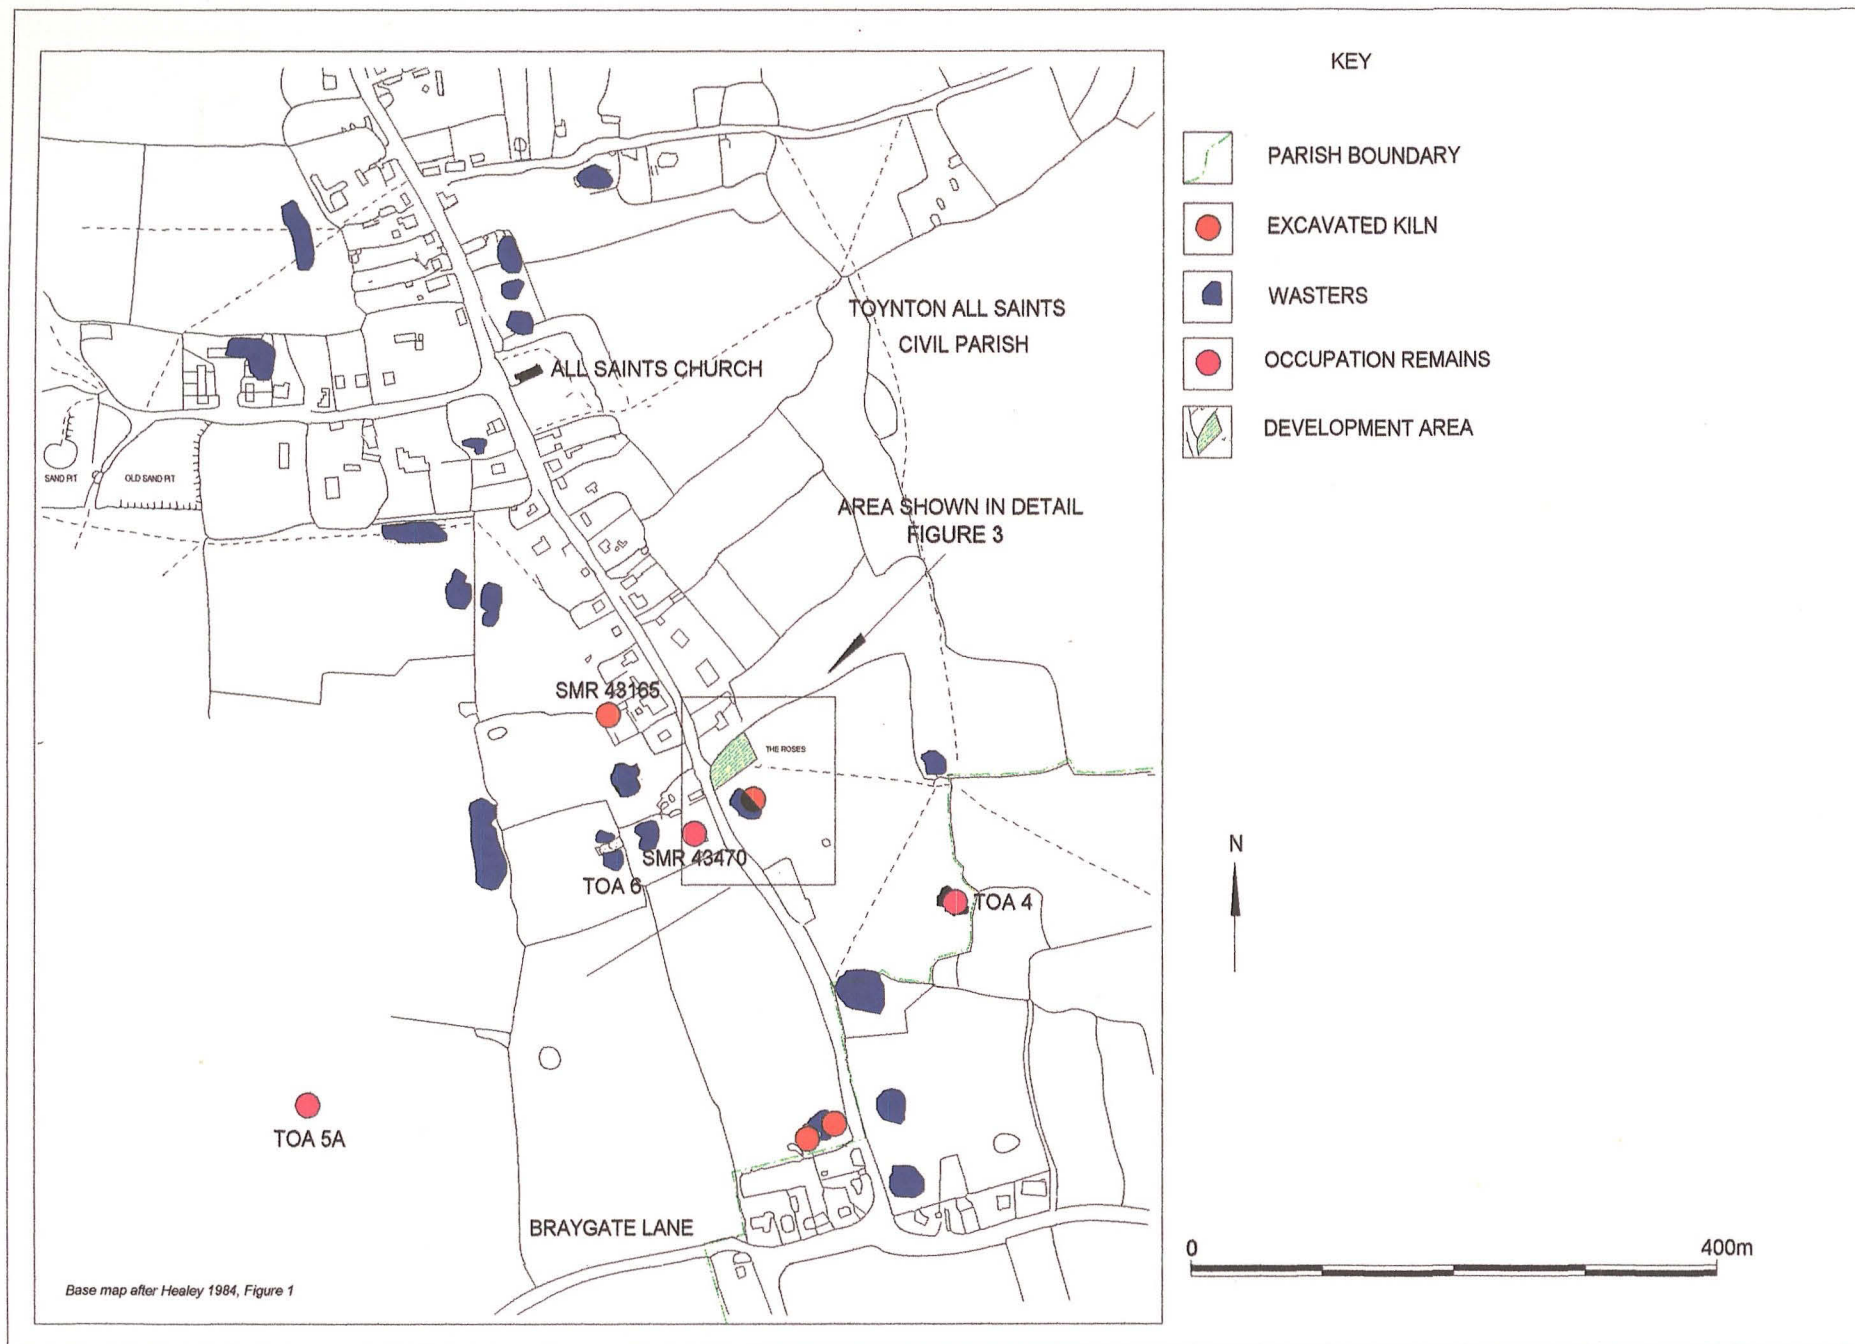 KEY
PARISH BOUNDARY
EXCAVATED KILN
WASTERS
OCCUPATION REMAINS
DEVELOPMENT AREA
TOYNTON ALL SAINTS
CIVIL PARISH
ALL SAINTS CHURCH
SAND PIT
OLD SAND PIT
AREA SHOWN IN DETAIL
FIGURE 3
SMR 43165
THE ROSES
SMR 43470
TOA 6
TOA 4
N
TOA 5A
BRAYGATE LANE
0
400m
Base map after Healey 1984, Figure 1